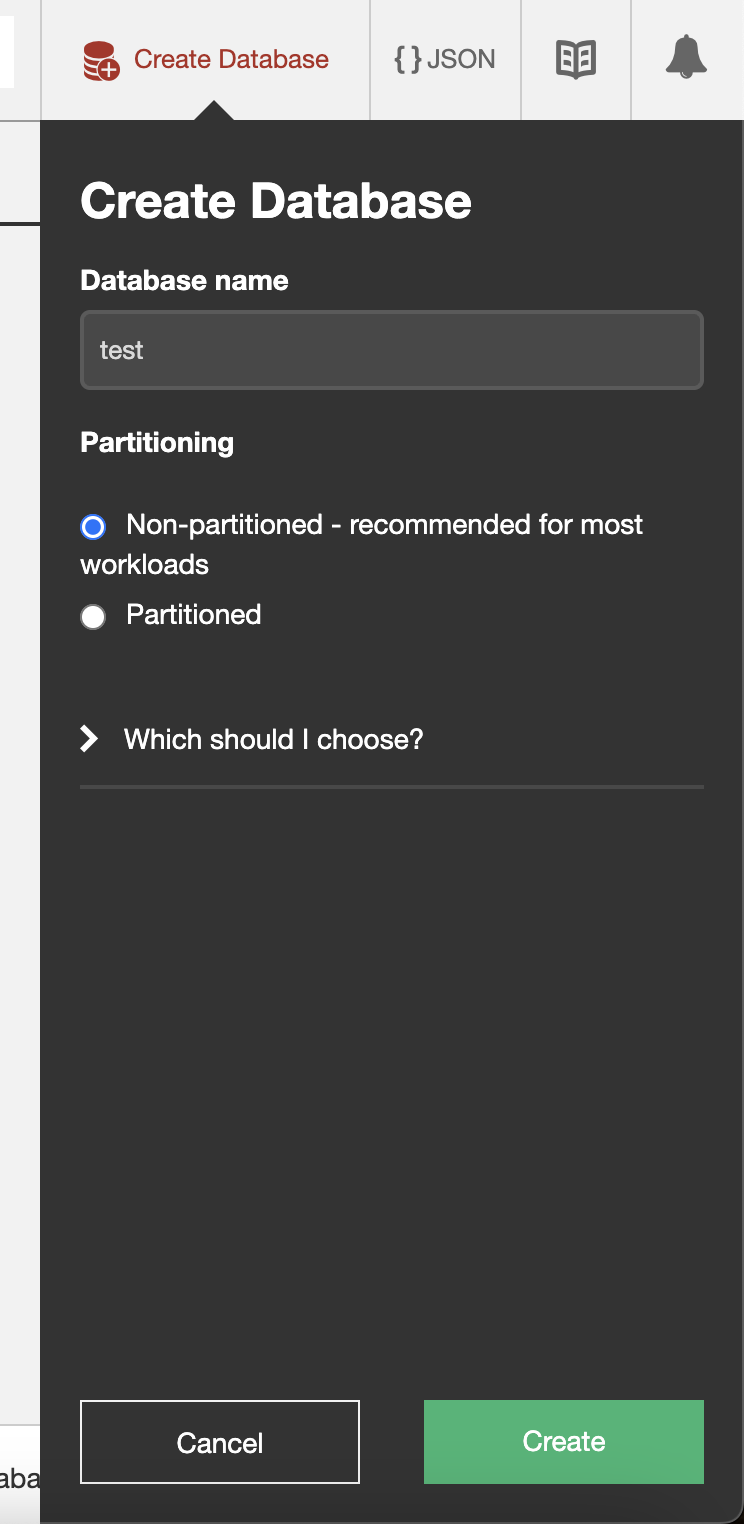 Create Database
{ } JSON
Create Database
Database name
test
Partitioning
Non-partitioned - recommended for most
workloads
Partitioned
Which should I choose?
Cancel
Create
aba